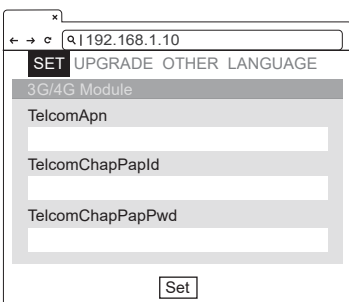 192.168.1.10
SET UPGRADE OTHER LANGUAGE
3G/4G Module
TelcomApn
TelcomChapPapId
TelcomChapPapPwd
Set